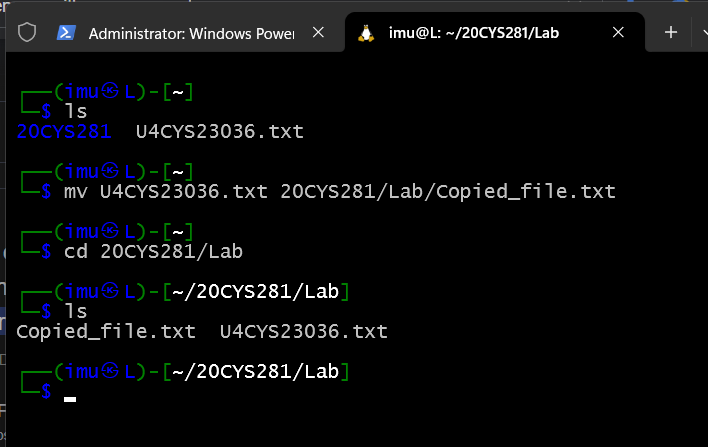 Administrator: Windows Power
imu@L: ~/20CYS281/Lab
┌──(imu㉿L)-[~]
└─$ ls
20CYS281  U4CYS23036.txt
┌──(imu㉿L)-[~]
└─$ mv U4CYS23036.txt 20CYS281/Lab/Copied_file.txt
┌──(imu㉿L)-[~]
└─$ cd 20CYS281/Lab
┌──(imu㉿L)-[~/20CYS281/Lab]
└─$ ls
Copied_file.txt  U4CYS23036.txt
┌──(imu㉿L)-[~/20CYS281/Lab]
└─$